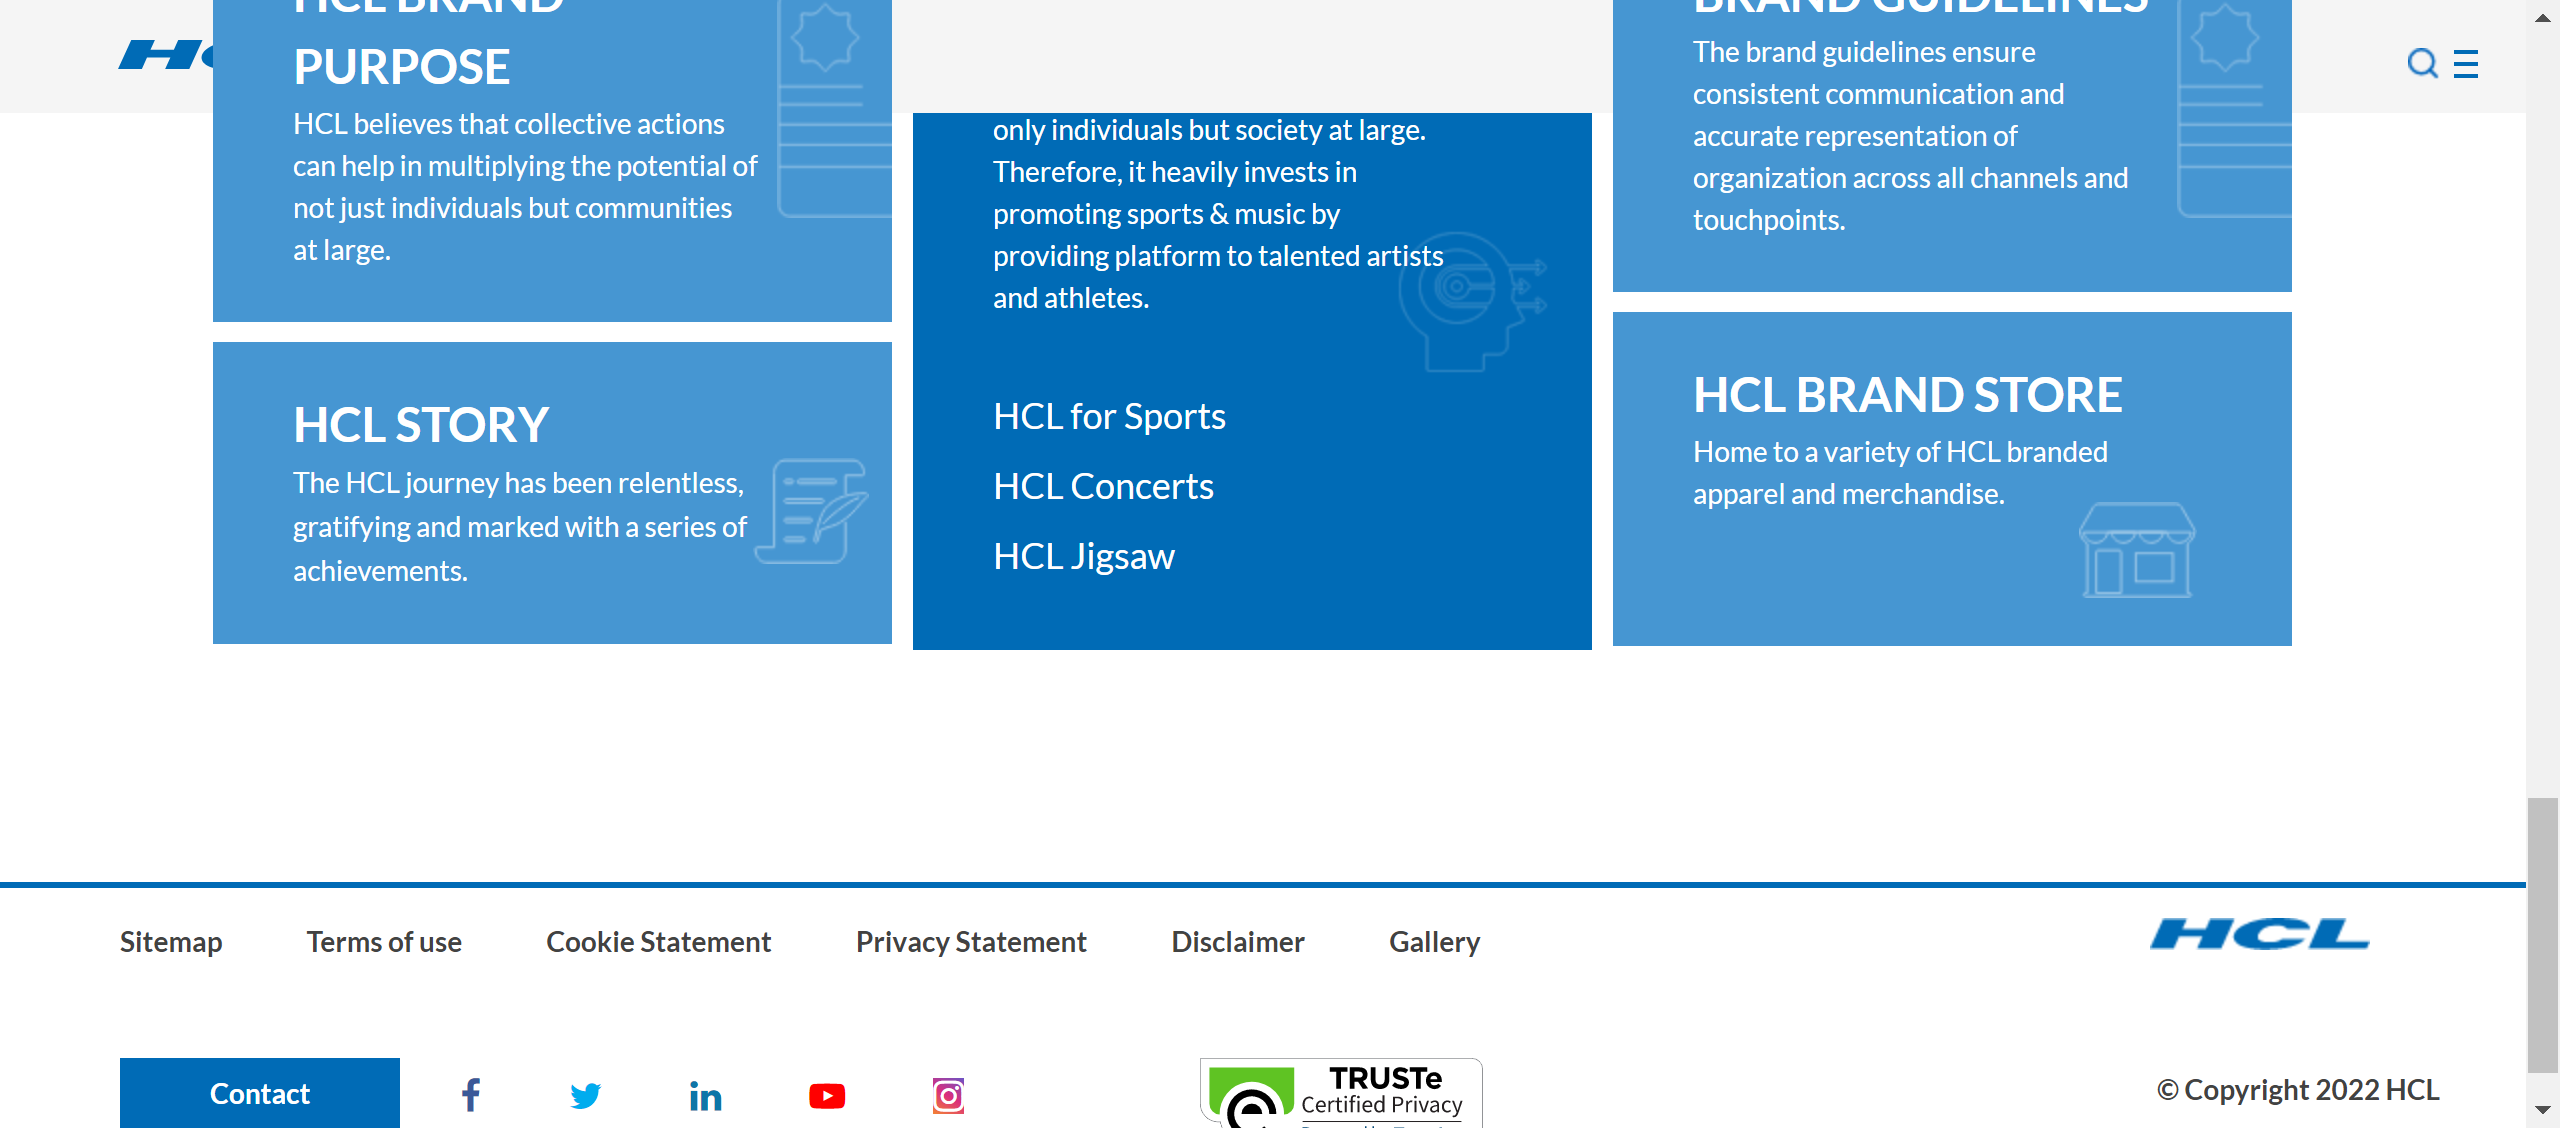 HCL BRAND
PURPOSE
HCL believes that collective actions
can help in multiplying the potential of
not just individuals but communities
at large.
HCL STORY
The HCL journey has been relentless,
gratifying and marked with a series of
achievements.
only individuals but society at large.
Therefore, it heavily invests in
promoting sports & music by
providing platform to talented artists
and athletes.
HCL for Sports
HCL Concerts
HCL Jigsaw
BRAND GUIDELINES
The brand guidelines ensure
consistent communication and
accurate representation of
organization across all channels and
touchpoints.
HCL BRAND STORE
Home to a variety of HCL branded
apparel and merchandise.
Sitemap
Terms of use
Cookie Statement
Privacy Statement
Disclaimer
Gallery
HCL
Contact
TRUSTe
Certified Privacy
© Copyright 2022 HCL